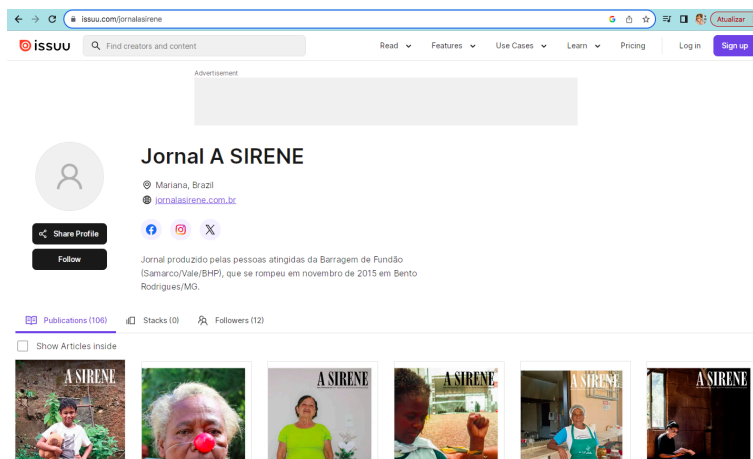 issuu.com/jornalasirene
Atualizar
issuu
Find creators and content
Read
Features
Use Cases
Learn
Pricing
Log in
Sign up
Advertisement
Jornal A SIRENE
Mariana, Brazil
jornalasirene.com.br
Share Profile
Follow
Jornal produzido pelas pessoas atingidas da Barragem de Fundão
(Samarco/Vale/BHP), que se rompeu em novembro de 2015 em Bento
Rodrigues/MG.
Publications (106)
Stacks (0)
Followers (12)
Show Articles inside
A SIRENE
A SIRENE
A SIRENE
A SIRENE
A SIRENE